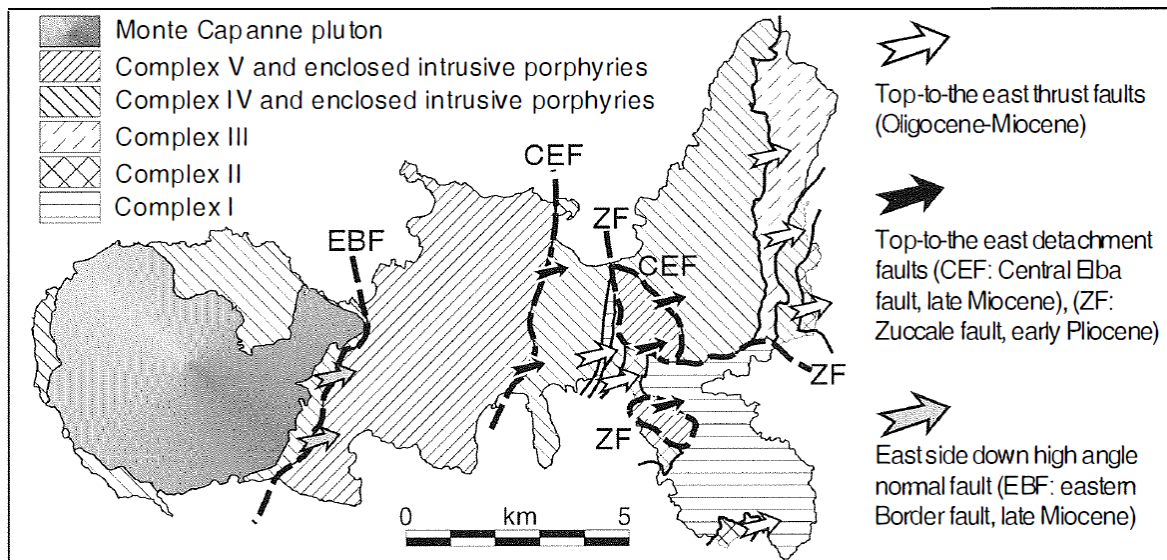 Monte Capanne pluton
Complex V and enclosed intrusive porphyries
Complex IV and enclosed intrusive porphyries
Complex III
Complex II
Complex I
EBF
CEF
ZF
CEF
ZF
ZF
0 km 5
Top-to-the east thrust faults
(Oligocene-Miocene)
Top-to-the east detachment
faults (CEF: Central Elba
fault, late Miocene), (ZF:
Zuccale fault, early Pliocene)
East side down high angle
normal fault (EBF: eastern
Border fault, late Miocene)